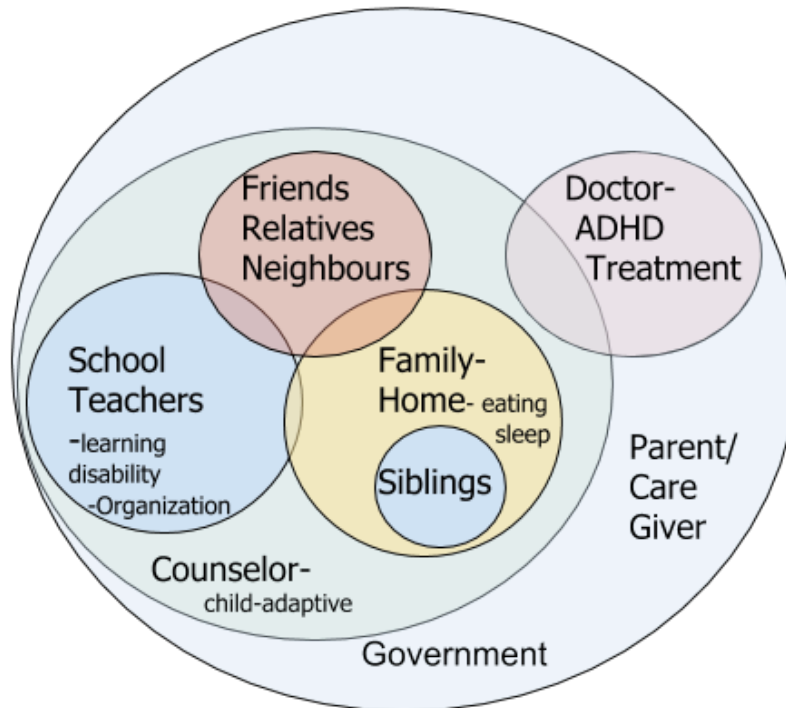 Friends
Relatives
Neighbours
Doctor-
ADHD
Treatment
School
Teachers
-learning
disability
-Organization
Family-
Home- eating
sleep
Siblings
Parent/
Care
Giver
Counselor-
child-adaptive
Government